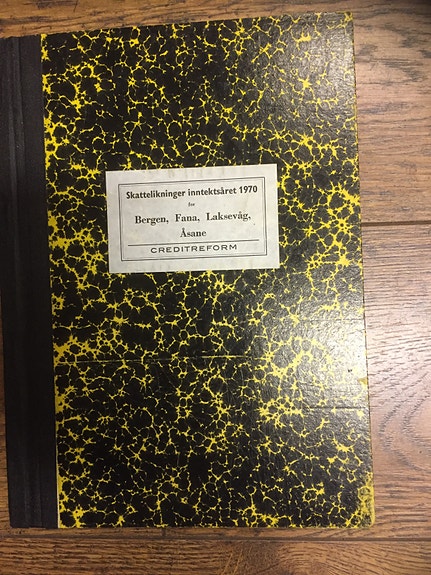 Skattelikninger inntektsåret 1970
for
Bergen, Fana, Laksevåg,
Åsane
CREDITREFORM